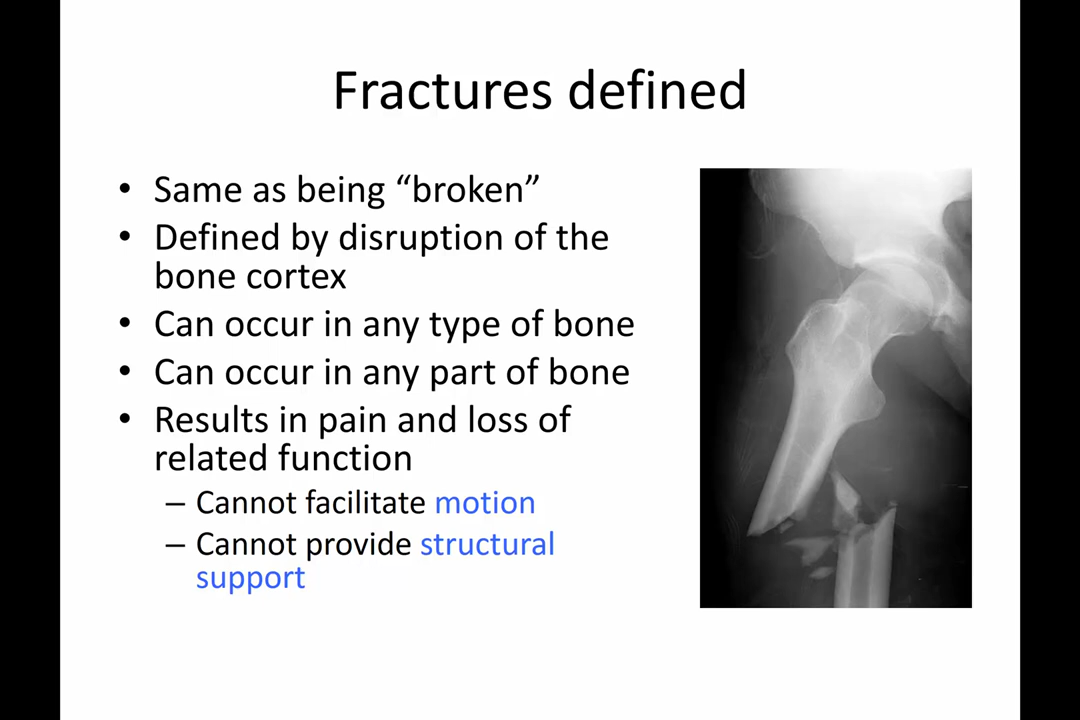 Fractures defined
• Same as being “broken”
• Defined by disruption of the
bone cortex
• Can occur in any type of bone
• Can occur in any part of bone
• Results in pain and loss of
related function
– Cannot facilitate motion
– Cannot provide structural
support